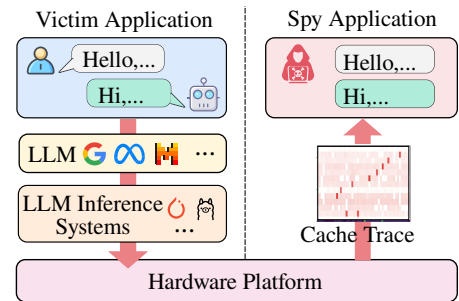 Victim Application
Hello,...
Hi,...
LLM ...
LLM Inference
Systems ...
Spy Application
Hello,...
Hi,...
Cache Trace
Hardware Platform